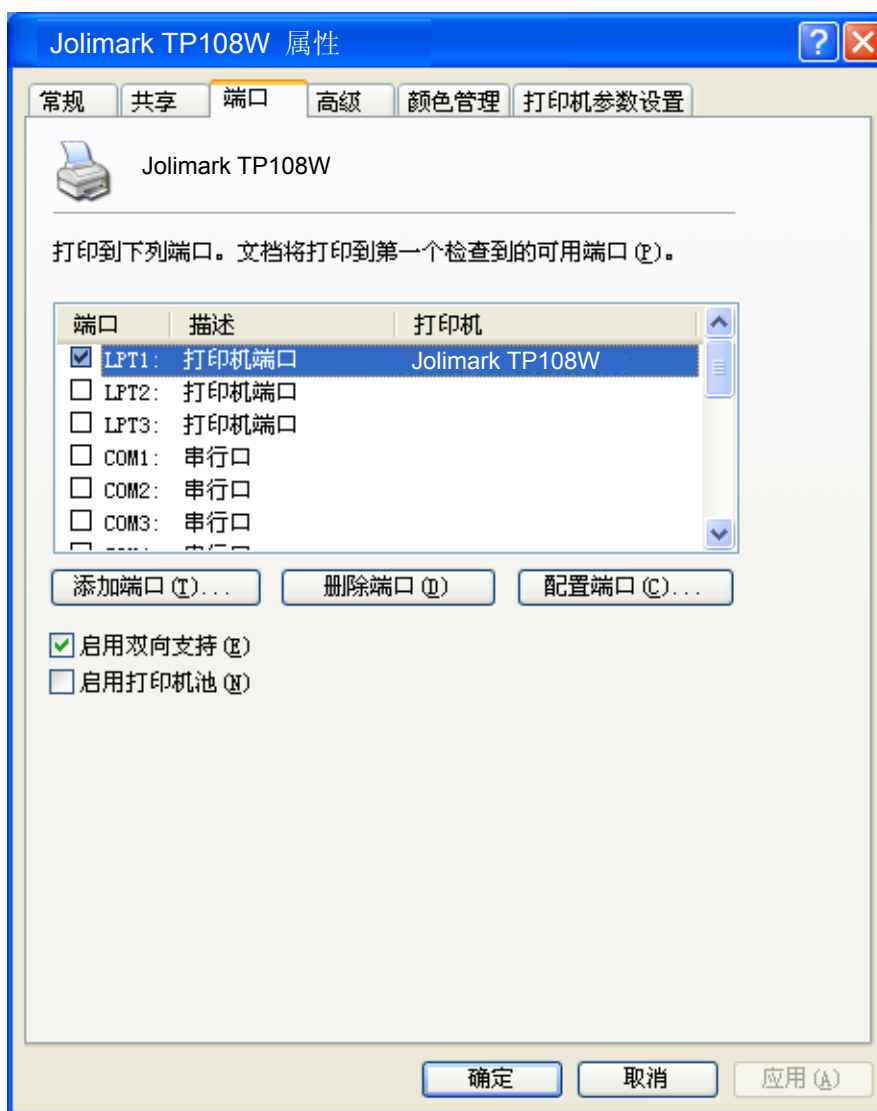 Jolimark TP108W 属性
常规 共享 端口 高级 颜色管理 打印机参数设置
Jolimark TP108W
打印到下列端口。文档将打印到第一个检查到的可用端口(P)。
端口 描述 打印机
LPT1: 打印机端口 Jolimark TP108W
LPT2: 打印机端口
LPT3: 打印机端口
COM1: 串行口
COM2: 串行口
COM3: 串行口
添加端口(T)... 删除端口(D) 配置端口(C)...
启用双向支持(E)
启用打印机池(N)
确定 取消 应用(A)